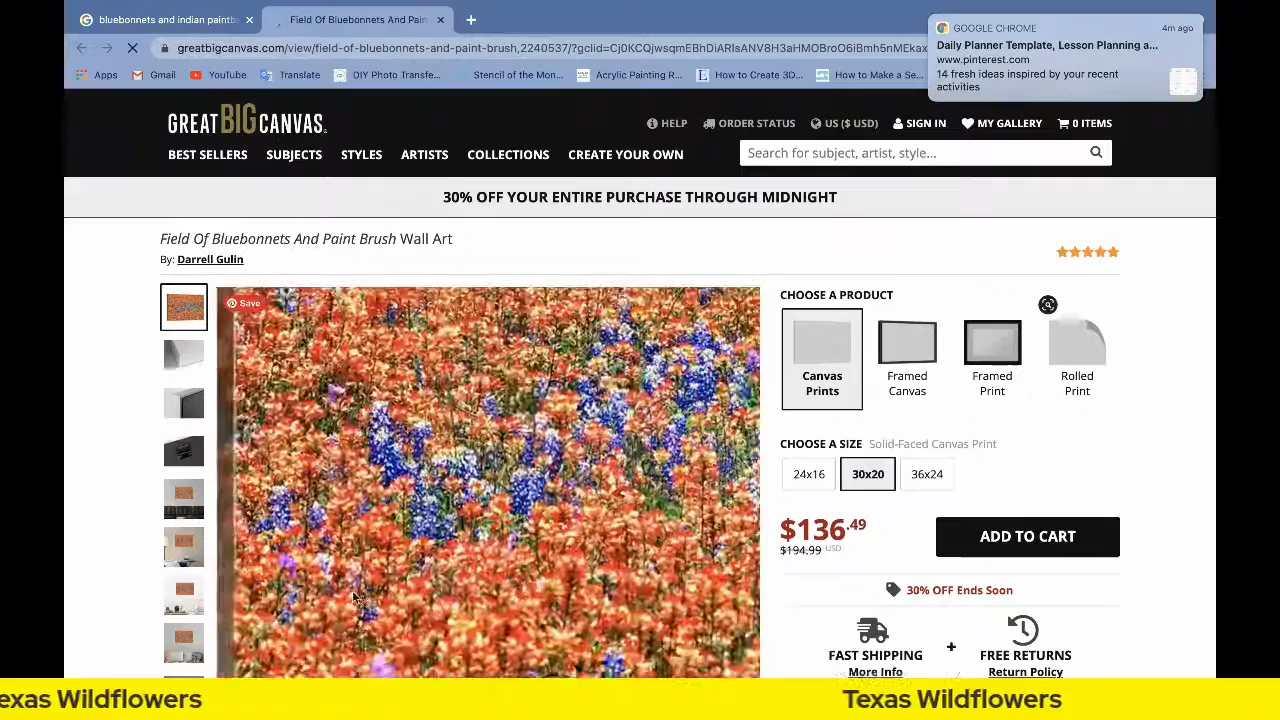 bluebonnets and indian paintb
Field Of Bluebonnets And Pain
greatbigcanvas.com/view/field-of-bluebonnets-and-paint-brush,2240537/?gclid=Cj0KCQjwsqmEBhDiARIsANV8H3aHMOBroO6iBmh5nMEkax
Apps Gmail YouTube Translate DIY Photo Transfe... Stencil of the Mon... Acrylic Painting R... How to Create 3D... How to Make a Se...
GOOGLE CHROME 4m ago
Daily Planner Template, Lesson Planning a...
www.pinterest.com
14 fresh ideas inspired by your recent
activities
GREAT BIG CANVAS
HELP ORDER STATUS US ($ USD) SIGN IN MY GALLERY 0 ITEMS
BEST SELLERS SUBJECTS STYLES ARTISTS COLLECTIONS CREATE YOUR OWN
Search for subject, artist, style...
30% OFF YOUR ENTIRE PURCHASE THROUGH MIDNIGHT
Field Of Bluebonnets And Paint Brush Wall Art
By: Darrell Gulin
Save
CHOOSE A PRODUCT
Canvas
Prints
Framed
Canvas
Framed
Print
Rolled
Print
CHOOSE A SIZE Solid-Faced Canvas Print
24x16 30x20 36x24
$136.49
$194.99 USD
ADD TO CART
30% OFF Ends Soon
FAST SHIPPING + FREE RETURNS
More Info Return Policy
exas Wildflowers Texas Wildflowers